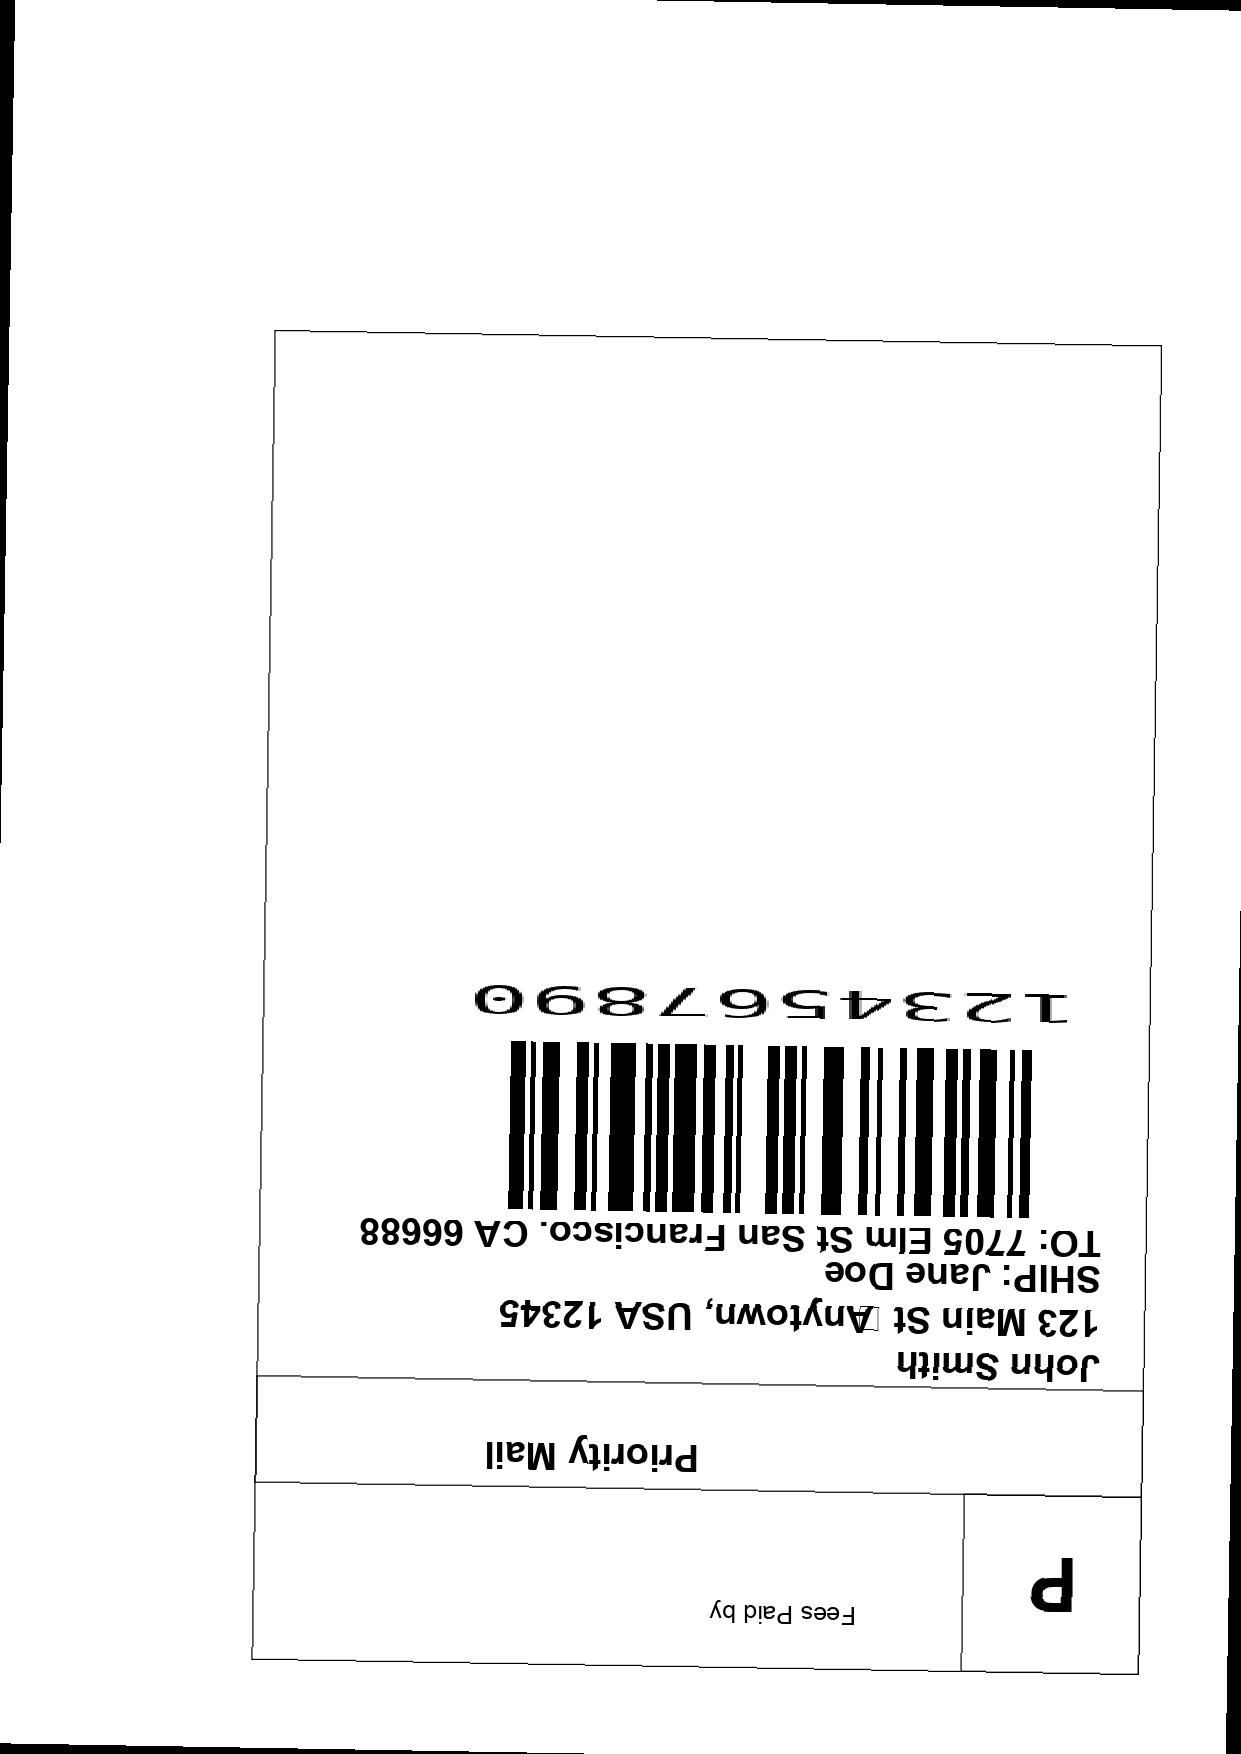 P
Fees Paid by
Priority Mail
John Smith
123 Main St Anytown, USA 12345
SHIP: Jane Doe
TO: 7705 Elm St San Francisco. CA 66688
1234567890